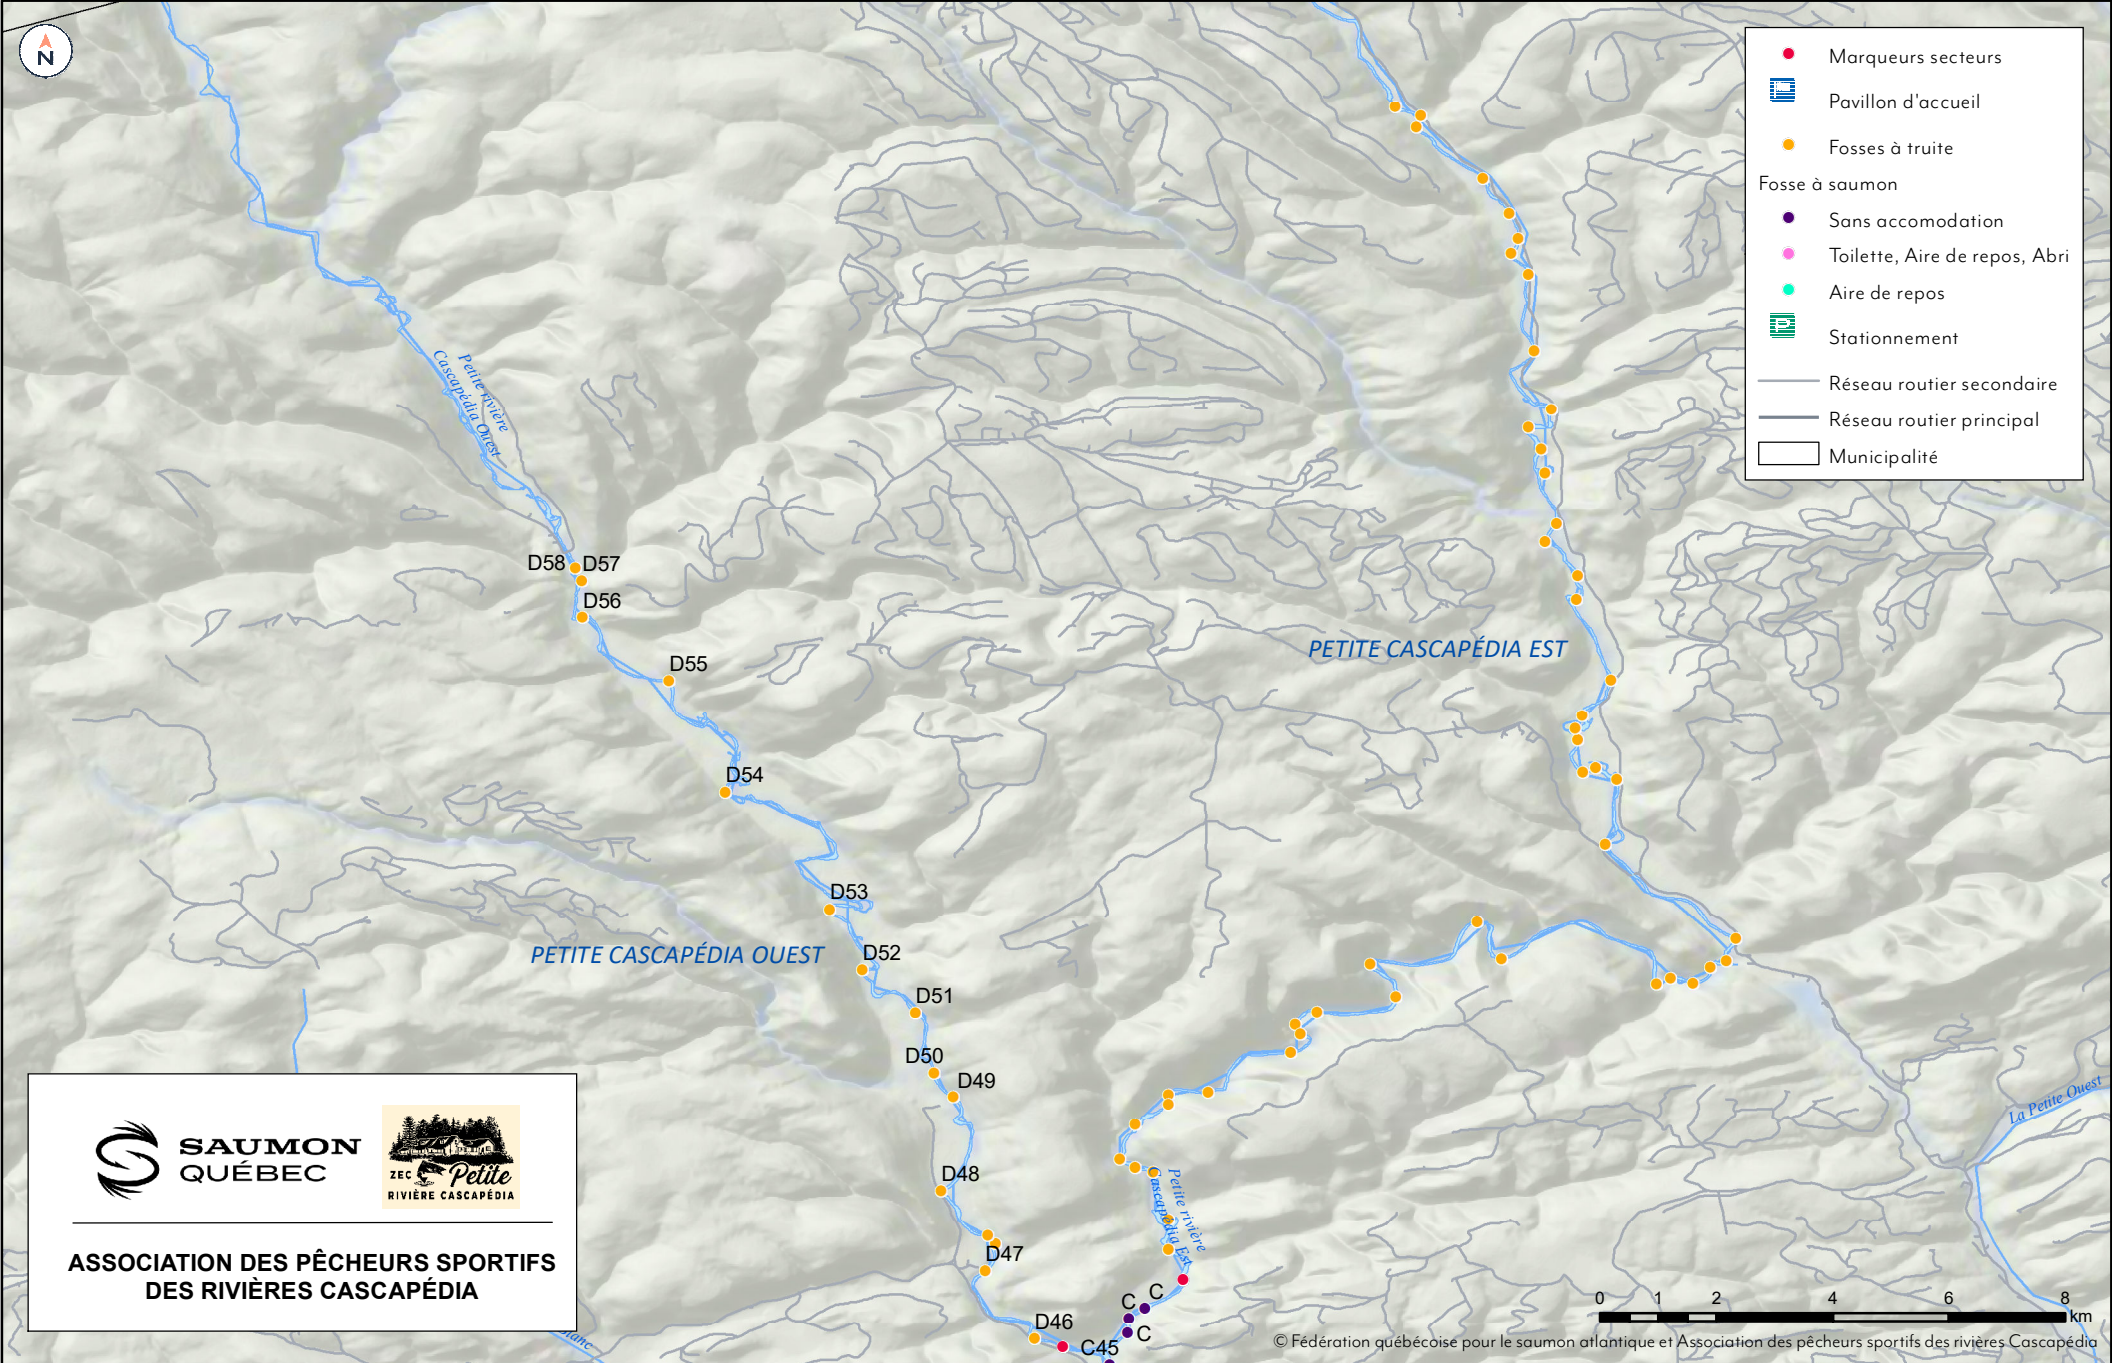 N
Marqueurs secteurs
Pavillon d'accueil
Fosses à truite
Fosse à saumon
Sans accomodation
Toilette, Aire de repos, Abri
Aire de repos
P
Stationnement
Réseau routier secondaire
Réseau routier principal
Municipalité
Petite rivière
Cascapédia Ouest
D58
D57
D56
D55
D54
D53
D52
D51
D50
D49
D48
D47
D46
C45
C
C
C
PETITE CASCAPÉDIA EST
PETITE CASCAPÉDIA OUEST
Petite rivière
Cascapédia Est
La Petite Ouest
SAUMON
QUÉBEC
ZEC Petite
RIVIÈRE CASCAPÉDIA
ASSOCIATION DES PÊCHEURS SPORTIFS
DES RIVIÈRES CASCAPÉDIA
0 1 2 4 6 8
km
© Fédération québécoise pour le saumon atlantique et Association des pêcheurs sportifs des rivières Cascapédia